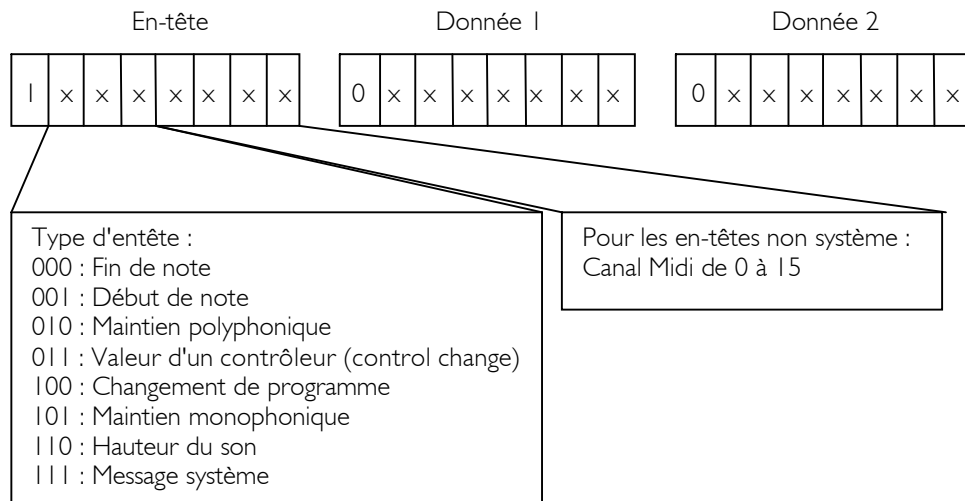 En-tête Donnée 1 Donnée 2
1 x x x x x x x 0 x x x x x x x 0 x x x x x x x
Type d'entête :
000 : Fin de note
001 : Début de note
010 : Maintien polyphonique
011 : Valeur d'un contrôleur (control change)
100 : Changement de programme
101 : Maintien monophonique
110 : Hauteur du son
111 : Message système
Pour les en-têtes non système :
Canal Midi de 0 à 15